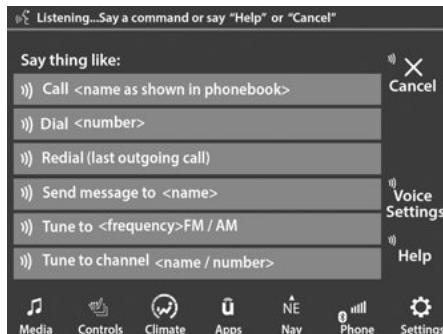 Listening...Say a command or say “Help” or “Cancel”
Say thing like:
Call <name as shown in phonebook>
Dial <number>
Redial (last outgoing call)
Send message to <name>
Tune to <frequency>FM / AM
Tune to channel <name / number>
Cancel
Voice
Settings
Help
NE
Media Controls Climate Apps Nav Phone Settings